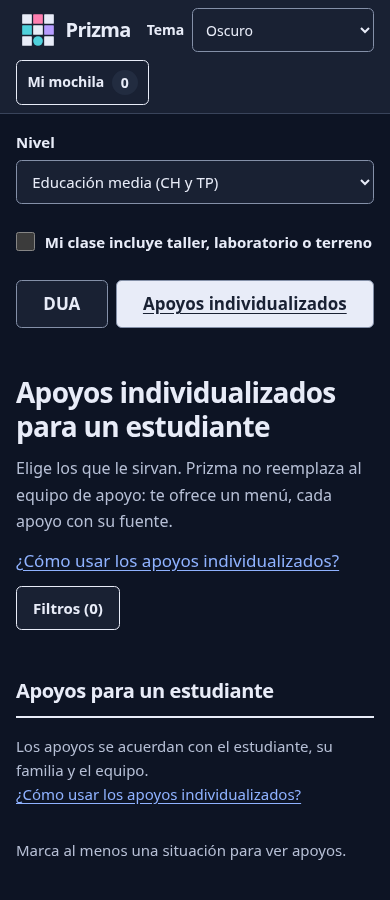 Prizma
Tema
Oscuro
Mi mochila 0
Nivel
Educación media (CH y TP)
Mi clase incluye taller, laboratorio o terreno
DUA
Apoyos individualizados
Apoyos individualizados
para un estudiante
Elige los que le sirvan. Prizma no reemplaza al
equipo de apoyo: te ofrece un menú, cada
apoyo con su fuente.
¿Cómo usar los apoyos individualizados?
Filtros (0)
Apoyos para un estudiante
Los apoyos se acuerdan con el estudiante, su
familia y el equipo.
¿Cómo usar los apoyos individualizados?
Marca al menos una situación para ver apoyos.